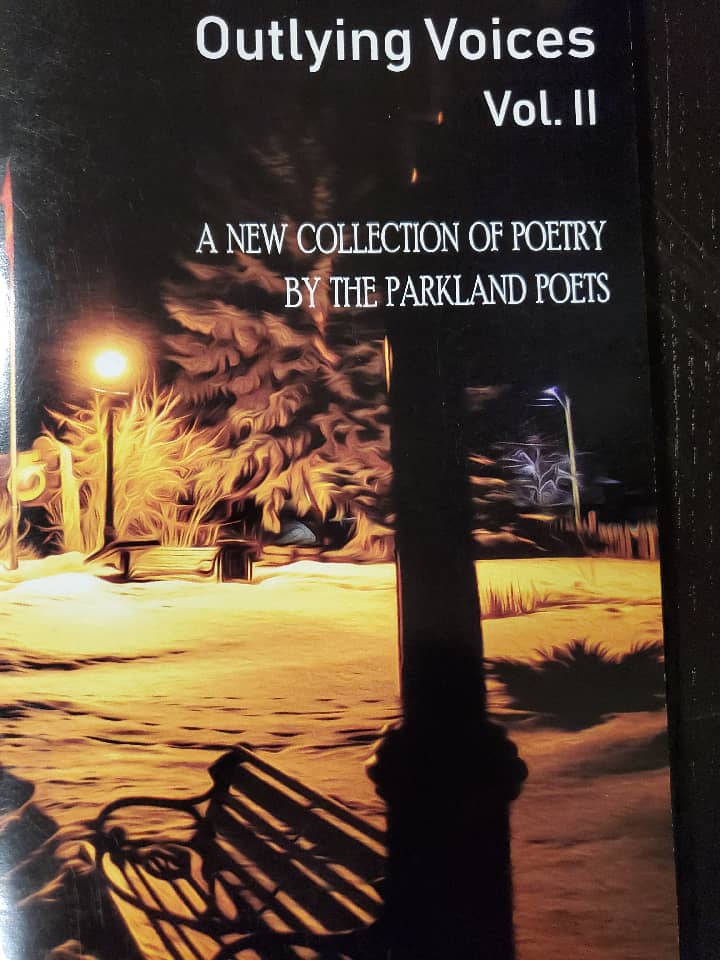 Outlying Voices
Vol. II
A NEW COLLECTION OF POETRY
BY THE PARKLAND POETS